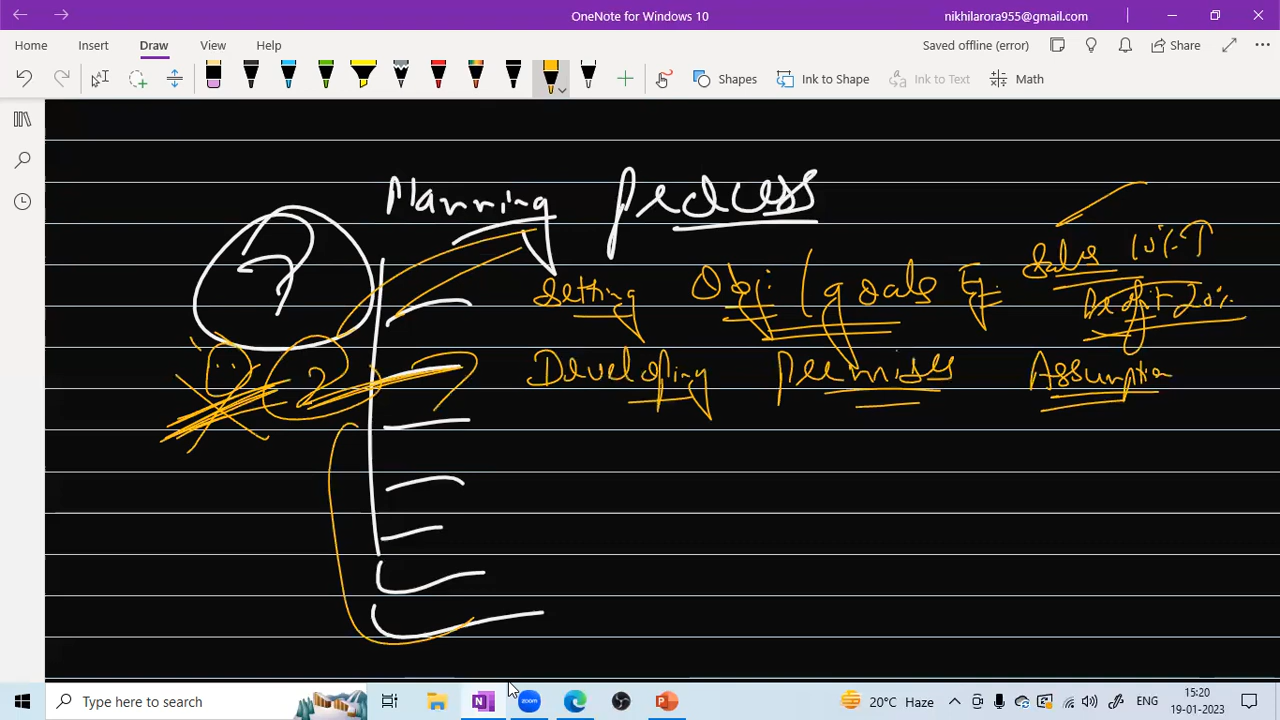 OneNote for Windows 10
nikhilarora955@gmail.com
Home Insert Draw View Help
Saved offline (error) Share
Shapes Ink to Shape Ink to Text Math
Planning Process
?
Setting Obj. / goals Eg. Sales 10% ↑
Profit 20%
Developing Premises Assumption
2
Type here to search
20°C Haze
ENG
15:20
19-01-2023